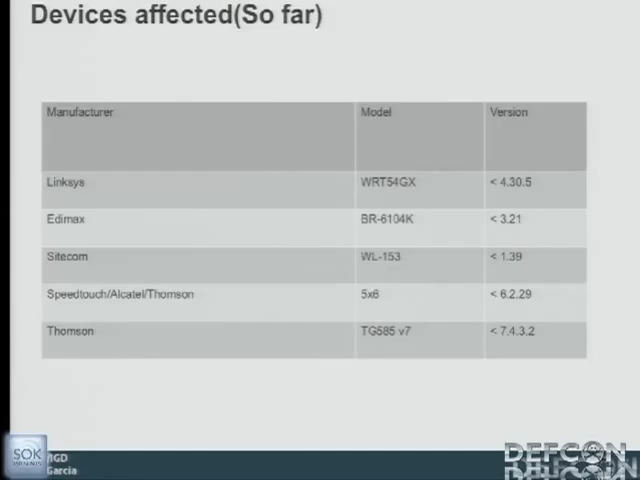 Devices affected(So far)
Manufacturer Model Version
Linksys WRT54GX < 4.30.5
Edimax BR-6104K < 3.21
Sitecom WL-153 < 1.39
Speedtouch/Alcatel/Thomson 5x6 < 6.2.29
Thomson TG585 v7 < 7.4.3.2
SOK
IGD
Garcia
DEFCON